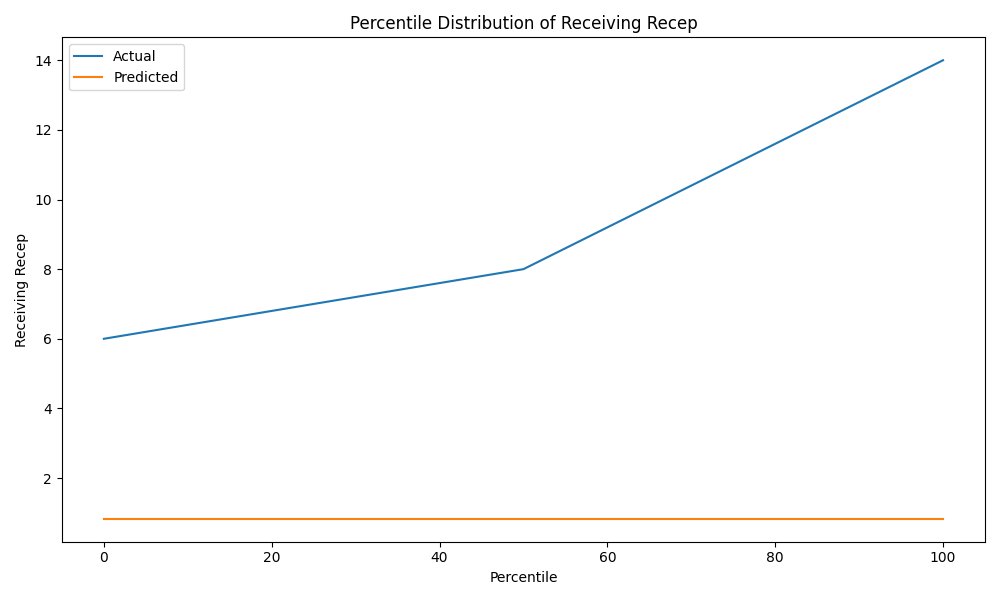 Percentile Distribution of Receiving Recep
Actual
Predicted
14
12
10
8
6
4
2
Receiving Recep
0 20 40 60 80 100
Percentile